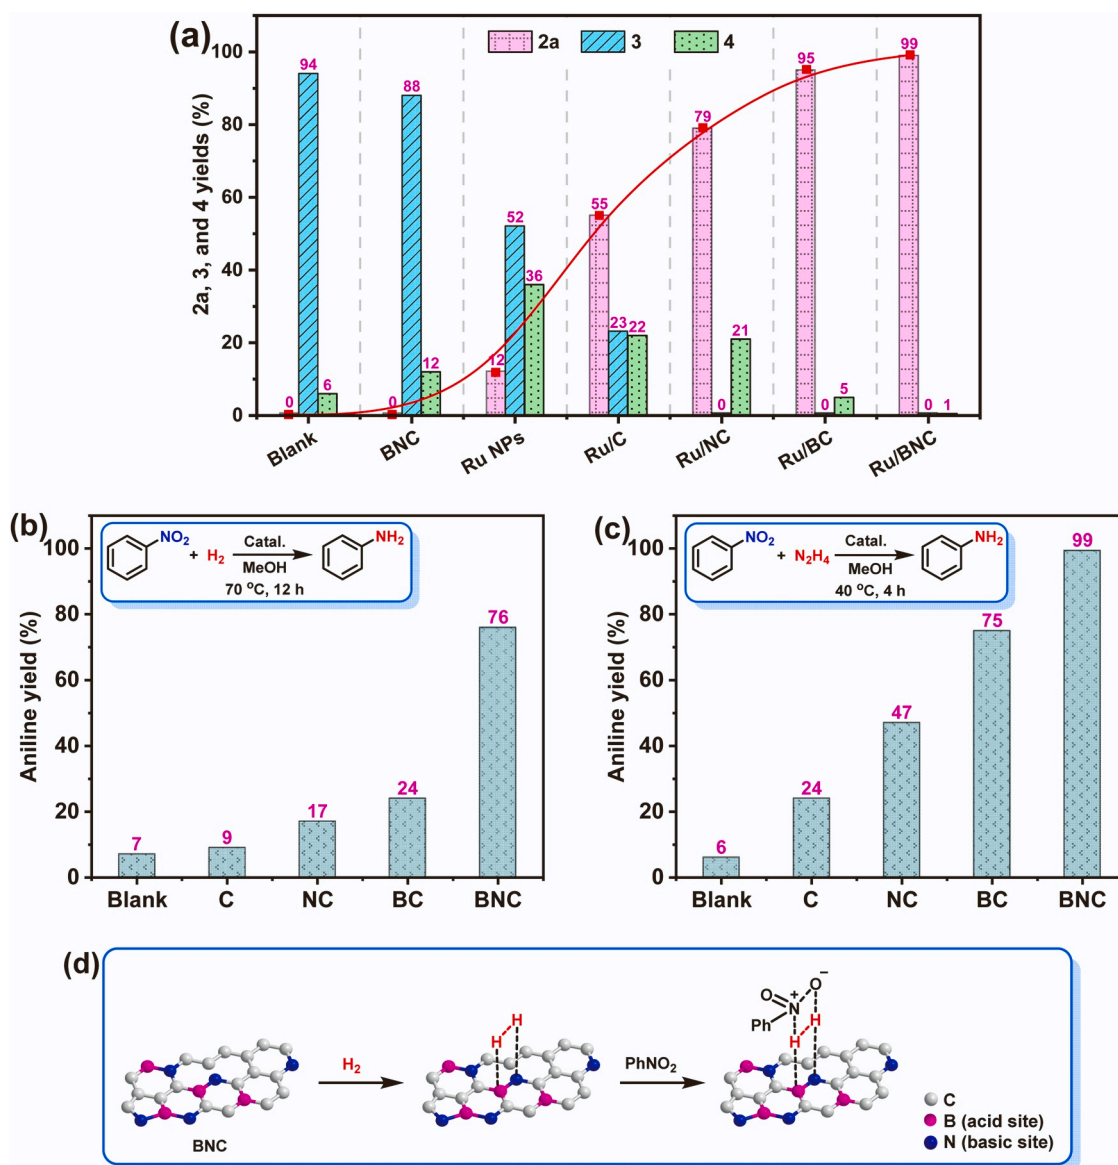 (a)
2a 3 4
2a, 3, and 4 yields (%)
100
80
60
40
20
0
0 94 6
0 88 12
12 52 36
55 23 22
79 0 21
95 0 5
99 0 1
Blank BNC Ru NPs Ru/C Ru/NC Ru/BC Ru/BNC
(b)
NO₂ + H₂ Catal. NH₂
MeOH
70 °C, 12 h
Aniline yield (%)
100
80
60
40
20
0
7 9 17 24 76
Blank C NC BC BNC
(c)
NO₂ + N₂H₄ Catal. NH₂
MeOH
40 °C, 4 h
Aniline yield (%)
100
80
60
40
20
0
6 24 47 75 99
Blank C NC BC BNC
(d)
BNC
H₂
H H
PhNO₂
O N⁺ O⁻
Ph
H H
C
B (acid site)
N (basic site)